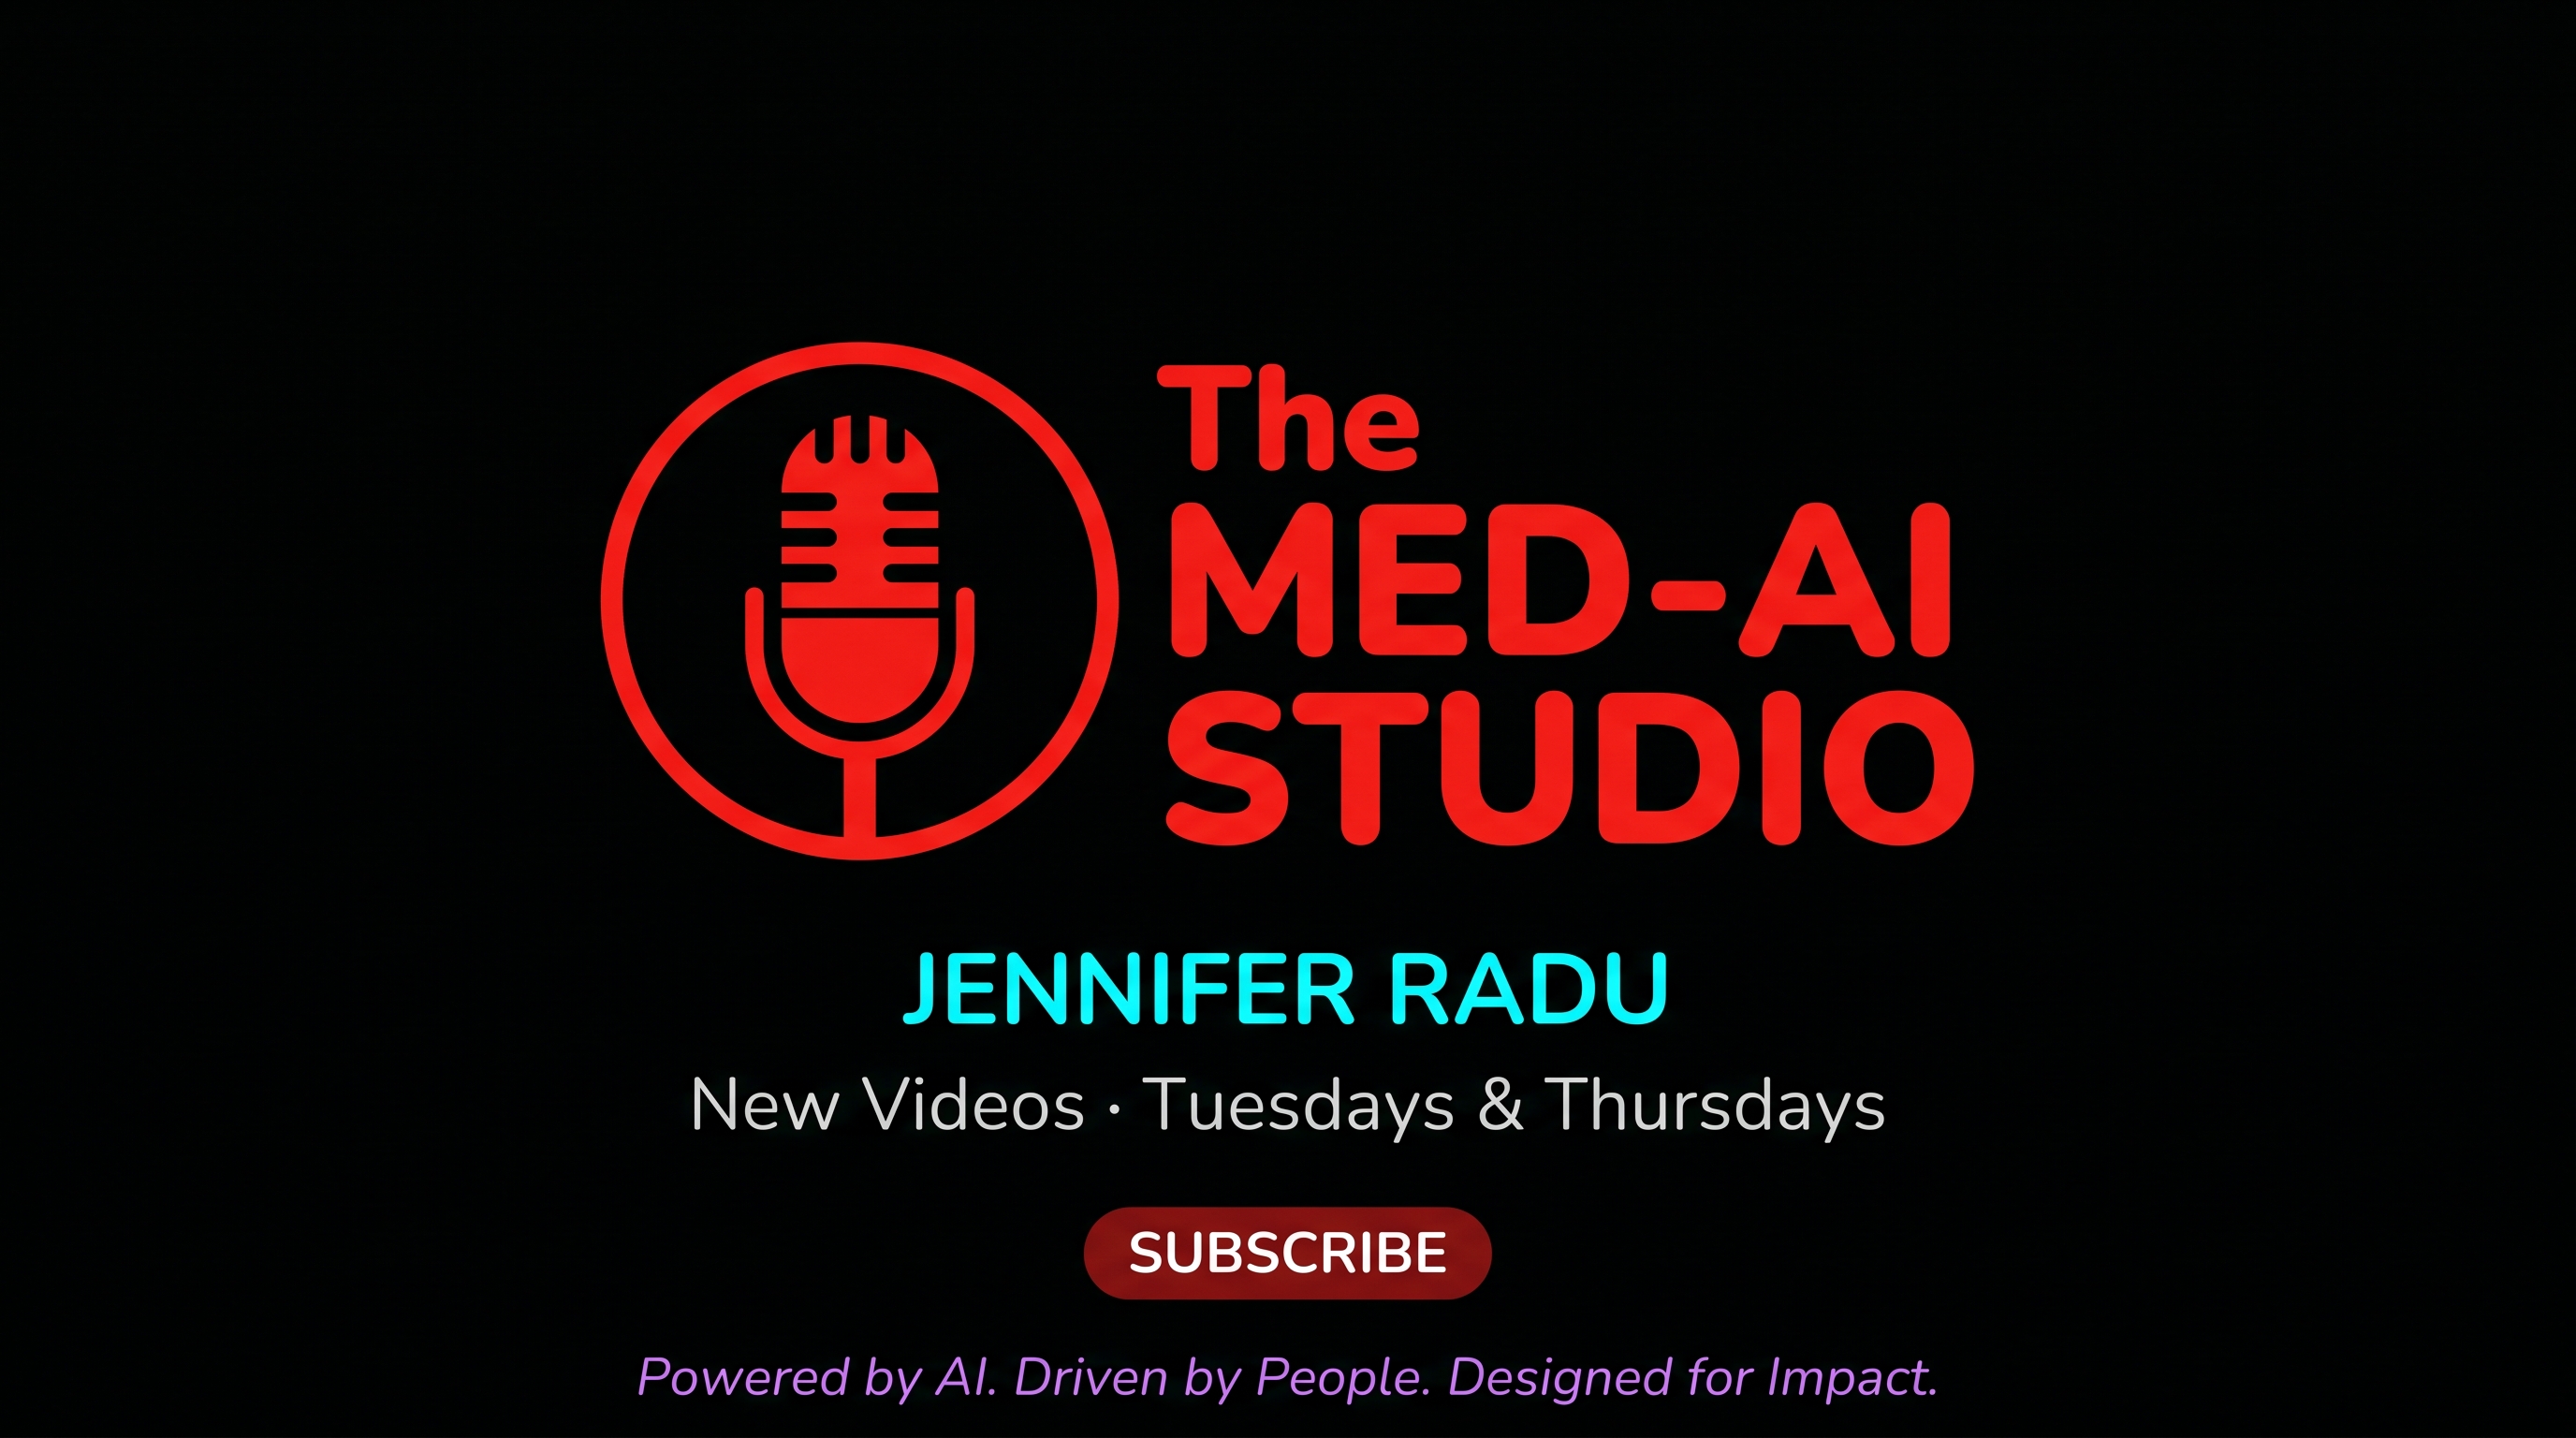 The
MED-AI
STUDIO
JENNIFER RADU
New Videos · Tuesdays & Thursdays
SUBSCRIBE
Powered by AI. Driven by People. Designed for Impact.